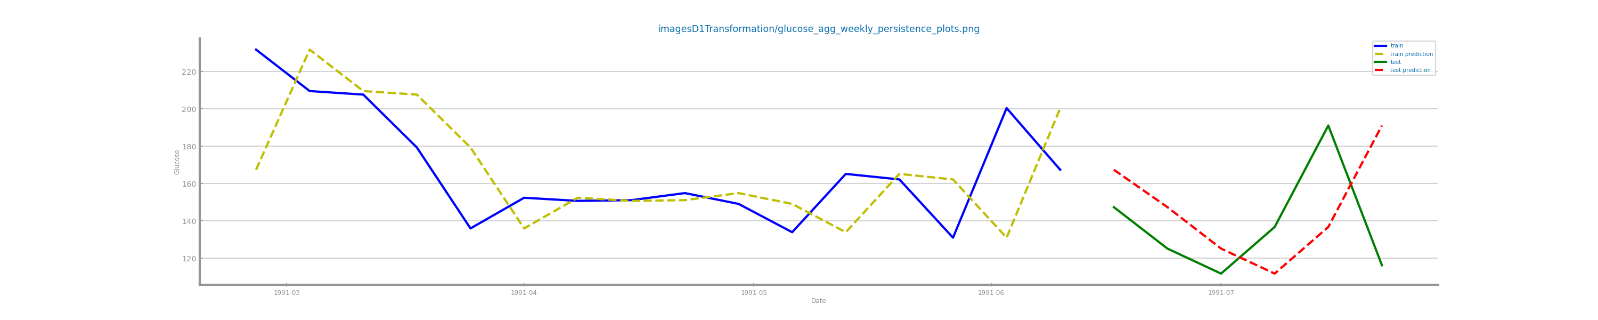 imagesD1Transformation/glucose_agg_weekly_persistence_plots.png
train
train prediction
test
test prediction
Glucose
220
200
180
160
140
120
1991-03
1991-04
1991-05
1991-06
1991-07
Date